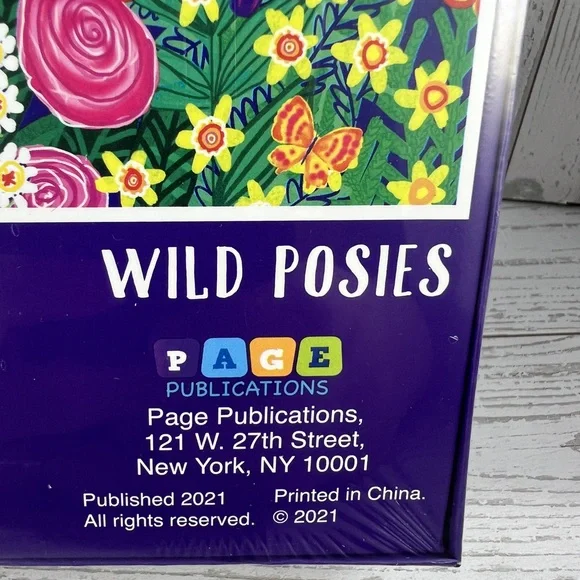 WILD POSIES
PAGE
PUBLICATIONS
Page Publications,
121 W. 27th Street,
New York, NY 10001
Published 2021 Printed in China.
All rights reserved. © 2021